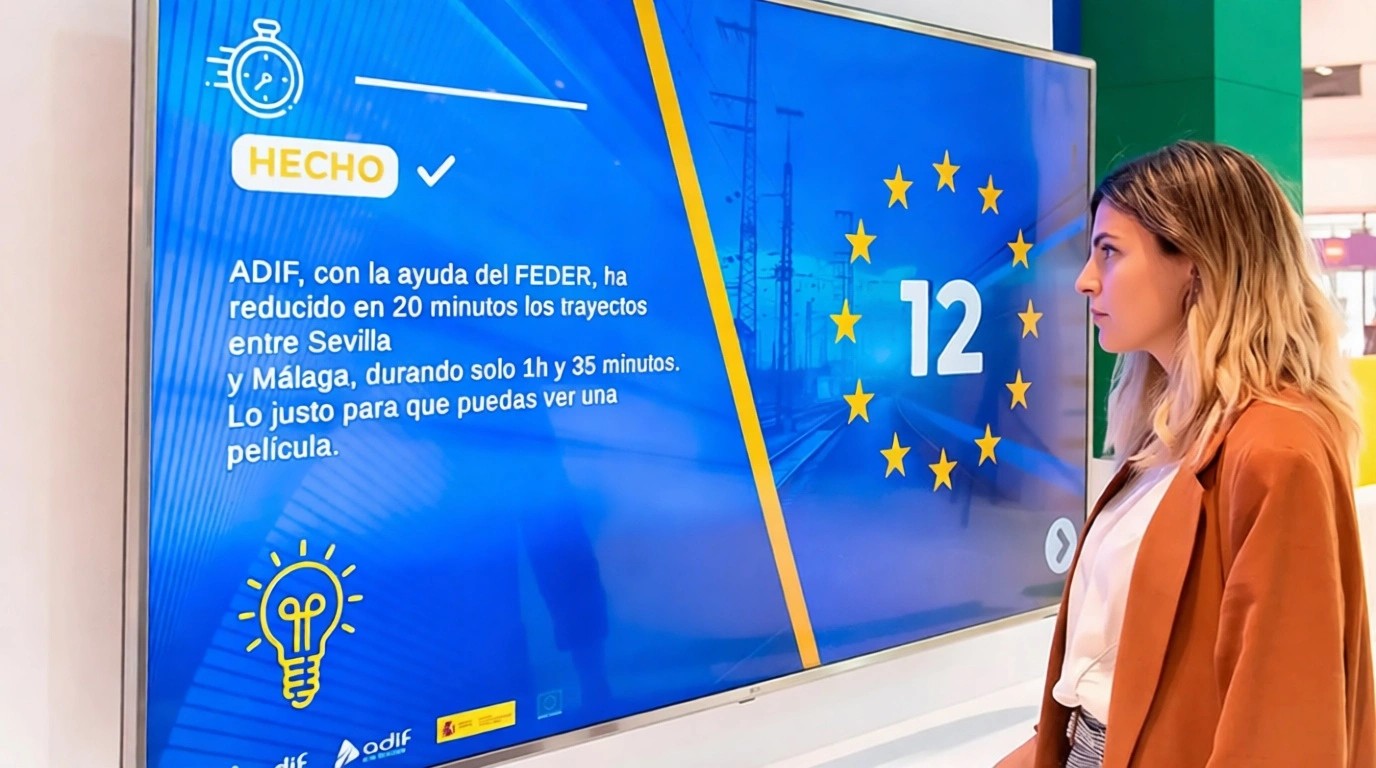 HECHO
ADIF, con la ayuda del FEDER, ha
reducido en 20 minutos los trayectos
entre Sevilla
y Málaga, durando solo 1h y 35 minutos.
Lo justo para que puedas ver una
película.
12
adif
adif